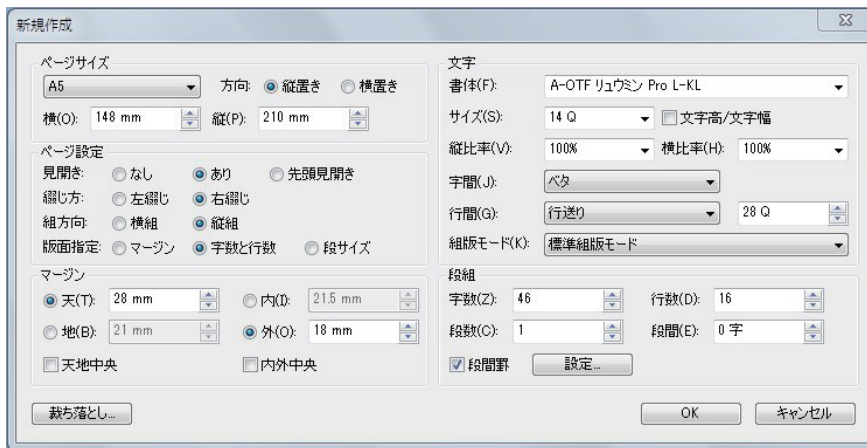 新規作成
ページサイズ
A5 方向: 縦置き 横置き
横(O): 148 mm 縦(P): 210 mm
ページ設定
見開き: なし あり 先頭見開き
綴じ方: 左綴じ 右綴じ
組方向: 横組 縦組
版面指定: マージン 字数と行数 段サイズ
マージン
天(T): 28 mm 内(I): 21.5 mm
地(B): 21 mm 外(O): 18 mm
天地中央 内外中央
裁ち落とし...
文字
書体(F): A-OTF リュウミン Pro L-KL
サイズ(S): 14 Q 文字高/文字幅
縦比率(V): 100% 横比率(H): 100%
字間(J): ベタ
行間(G): 行送り 28 Q
組版モード(K): 標準組版モード
段組
字数(Z): 46 行数(D): 16
段数(C): 1 段間(E): 0 字
段間罫 設定...
OK キャンセル